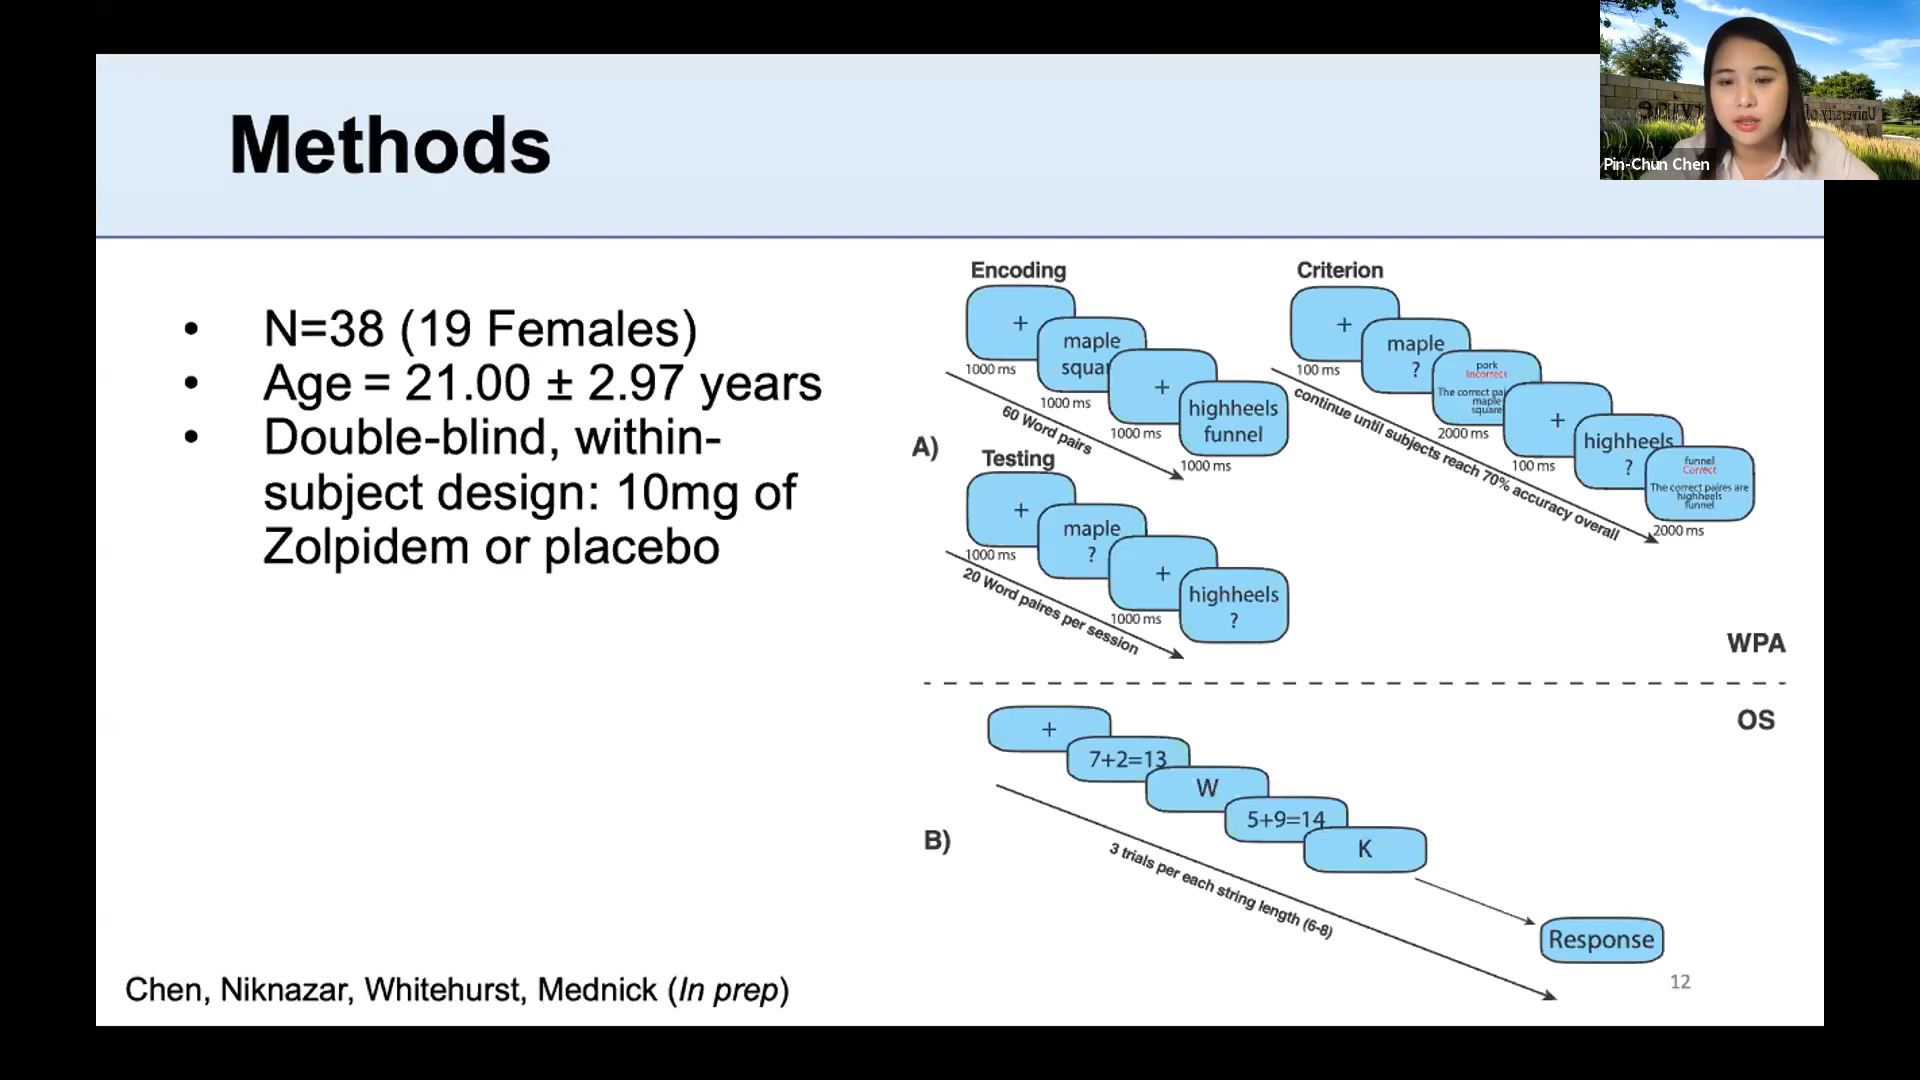 Methods
Pin-Chun Chen
• N=38 (19 Females)
• Age = 21.00 ± 2.97 years
• Double-blind, within-
subject design: 10mg of
Zolpidem or placebo
A)
Encoding
+
1000 ms
maple
squar
1000 ms
+
1000 ms
highheels
funnel
1000 ms
60 Word pairs
Criterion
+
100 ms
maple
?
pork
Incorrect
The correct pai
maple
square
2000 ms
+
100 ms
highheels
?
funnel
Correct
The correct paires are
highheels
funnel
2000 ms
continue until subjects reach 70% accuracy overall
Testing
+
1000 ms
maple
?
+
1000 ms
highheels
?
20 Word paires per session
WPA
OS
B)
+
7+2=13
W
5+9=14
K
Response
3 trials per each string length (6-8)
Chen, Niknazar, Whitehurst, Mednick (In prep)
12